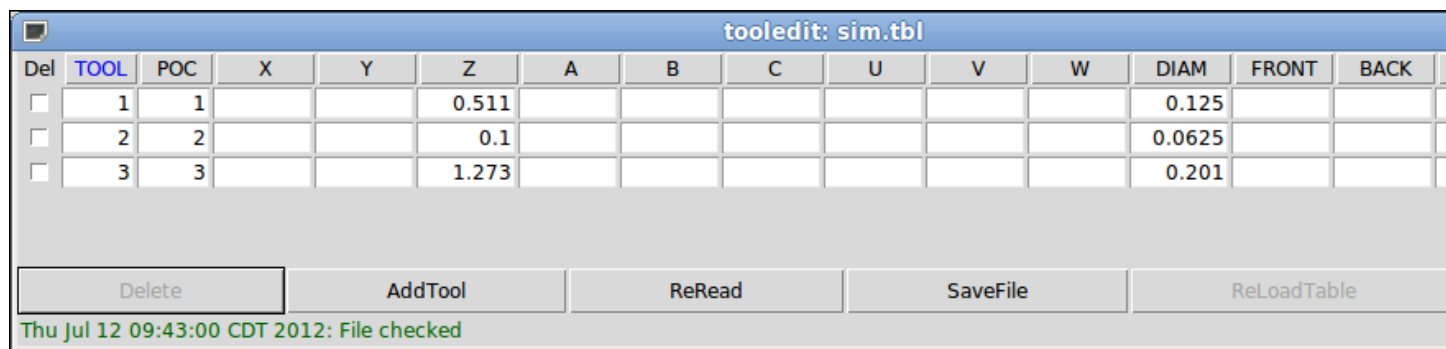 tooledit: sim.tbl
Del TOOL POC X Y Z A B C U V W DIAM FRONT BACK
1 1 0.511 0.125
2 2 0.1 0.0625
3 3 1.273 0.201
Delete AddTool ReRead SaveFile ReLoadTable
Thu Jul 12 09:43:00 CDT 2012: File checked